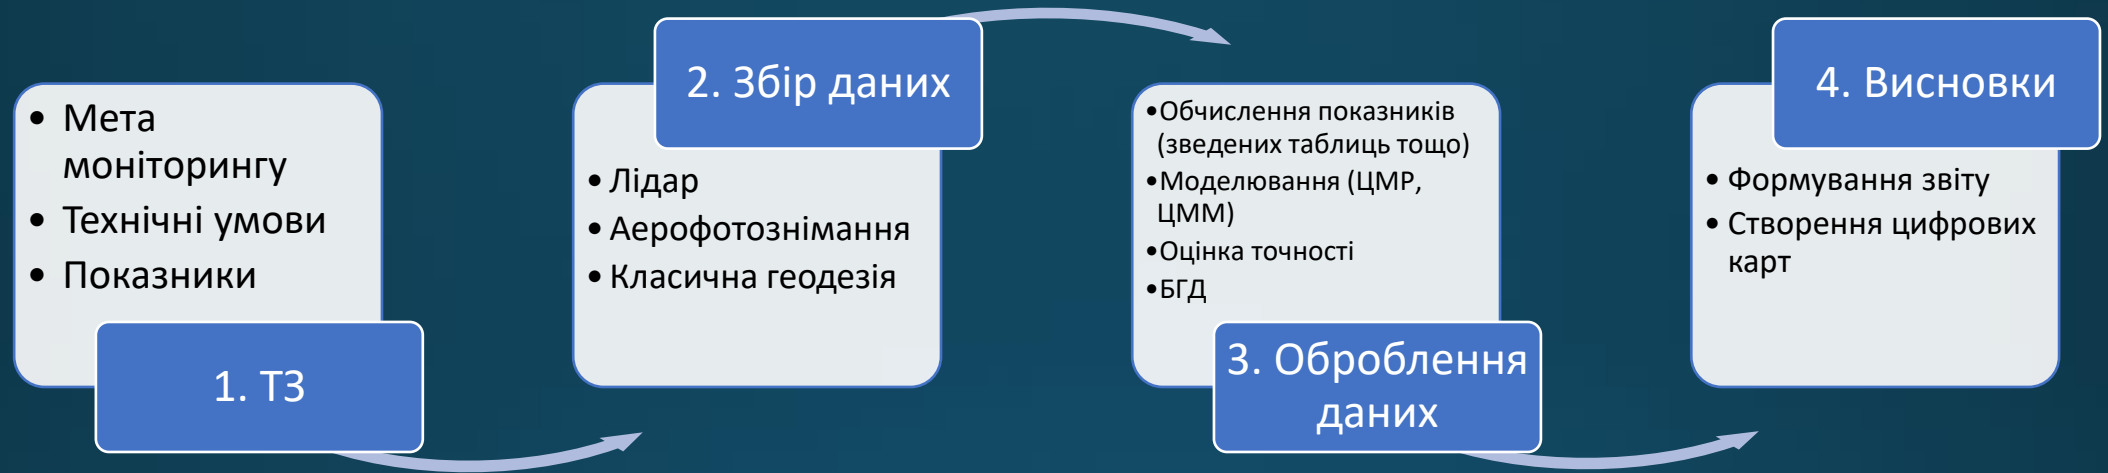 • Мета
моніторингу
• Технічні умови
• Показники
1. ТЗ
2. Збір даних
• Лідар
• Аерофотознімання
• Класична геодезія
•Обчислення показників
(зведених таблиць тощо)
•Моделювання (ЦМР,
ЦММ)
•Оцінка точності
•БГД
3. Оброблення
даних
4. Висновки
• Формування звіту
• Створення цифрових
карт